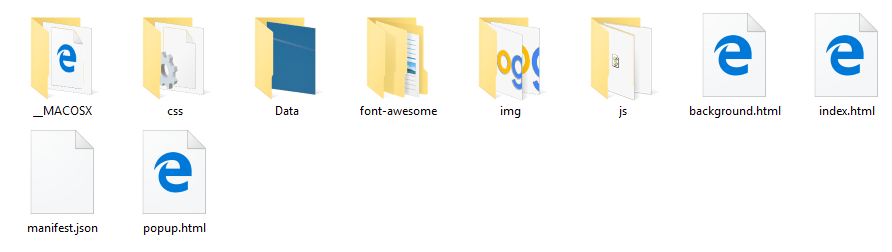 __MACOSX
css
Data
font-awesome
img
js
background.html
index.html
manifest.json
popup.html